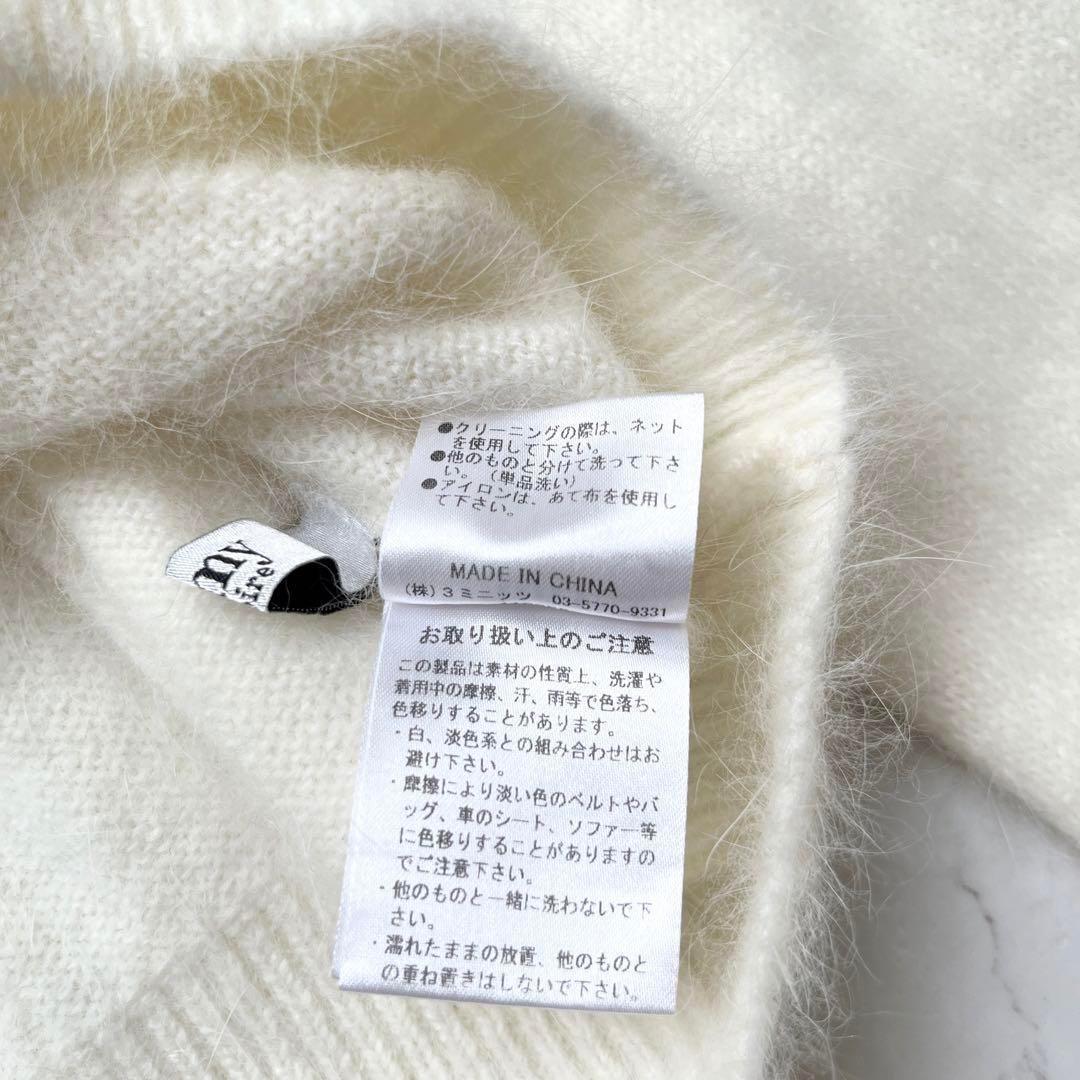 ●クリーニングの際は、ネット
を使用して下さい。
●他のものと分けて洗って下さ
い。(単品洗い)
●アイロンは、あて布を使用し
て下さい。
MADE IN CHINA
(株)3ミニッツ 03-5770-9331
お取り扱い上のご注意
この製品は素材の性質上、洗濯や
着用中の摩擦、汗、雨等で色落ち、
色移りすることがあります。
・白、淡色系との組み合わせはお
避け下さい。
・摩擦により淡い色のベルトやバ
ッグ、車のシート、ソファー等
に色移りすることがありますの
でご注意下さい。
・他のものと一緒に洗わないで下
さい。
・濡れたままの放置、他のものと
の重ね置きはしないで下さい。